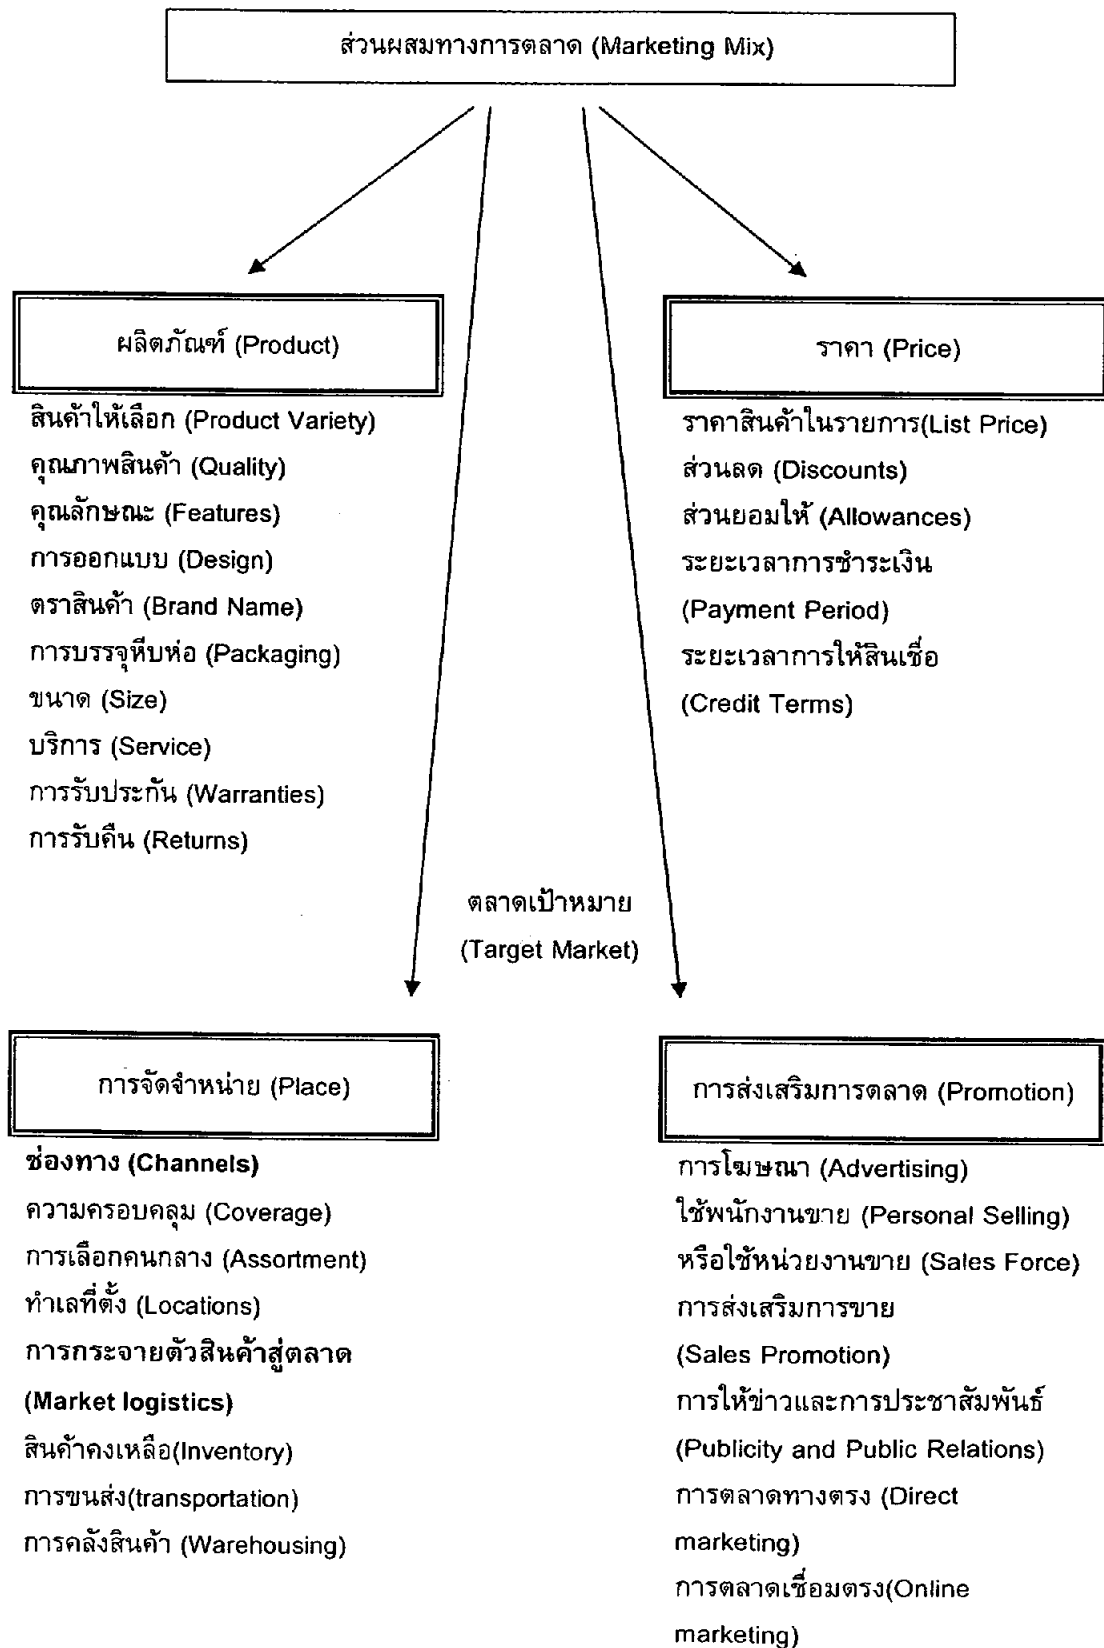 ส่วนผสมทางการตลาด (Marketing Mix)
ผลิตภัณฑ์ (Product)
สินค้าให้เลือก (Product Variety)
คุณภาพสินค้า (Quality)
คุณลักษณะ (Features)
การออกแบบ (Design)
ตราสินค้า (Brand Name)
การบรรจุหีบห่อ (Packaging)
ขนาด (Size)
บริการ (Service)
การรับประกัน (Warranties)
การรับคืน (Returns)
ราคา (Price)
ราคาสินค้าในรายการ(List Price)
ส่วนลด (Discounts)
ส่วนยอมให้ (Allowances)
ระยะเวลาการชำระเงิน
(Payment Period)
ระยะเวลาการให้สินเชื่อ
(Credit Terms)
ตลาดเป้าหมาย
(Target Market)
การจัดจำหน่าย (Place)
ช่องทาง (Channels)
ความครอบคลุม (Coverage)
การเลือกคนกลาง (Assortment)
ทำเลที่ตั้ง (Locations)
การกระจายตัวสินค้าสู่ตลาด
(Market logistics)
สินค้าคงเหลือ(Inventory)
การขนส่ง(transportation)
การคลังสินค้า (Warehousing)
การส่งเสริมการตลาด (Promotion)
การโฆษณา (Advertising)
ใช้พนักงานขาย (Personal Selling)
หรือใช้หน่วยงานขาย (Sales Force)
การส่งเสริมการขาย
(Sales Promotion)
การให้ข่าวและการประชาสัมพันธ์
(Publicity and Public Relations)
การตลาดทางตรง (Direct
marketing)
การตลาดเชื่อมตรง(Online
marketing)